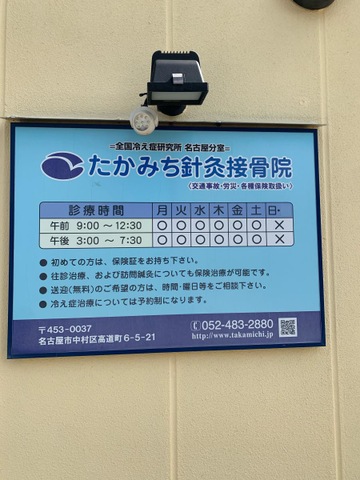 =全国冷え症研究所 名古屋分室=
たかみち針灸接骨院
(交通事故・労災・各種保険取扱い)
診療時間 月 火 水 木 金 土 日・
午前 9:00 ～ 12:30 ○ ○ ○ ○ ○ ○ ×
午後 3:00 ～ 7:30 ○ ○ ○ ○ ○ ○ ×
● 初めての方は、保険証をお持ち下さい。
● 往診治療、および訪問鍼灸についても保険治療が可能です。
● 送迎(無料)のご希望の方は、時間・曜日等をご相談下さい。
● 冷え症治療については予約制になります。
〒453-0037
名古屋市中村区高道町6-5-21
052-483-2880
http://www.takamichi.jp